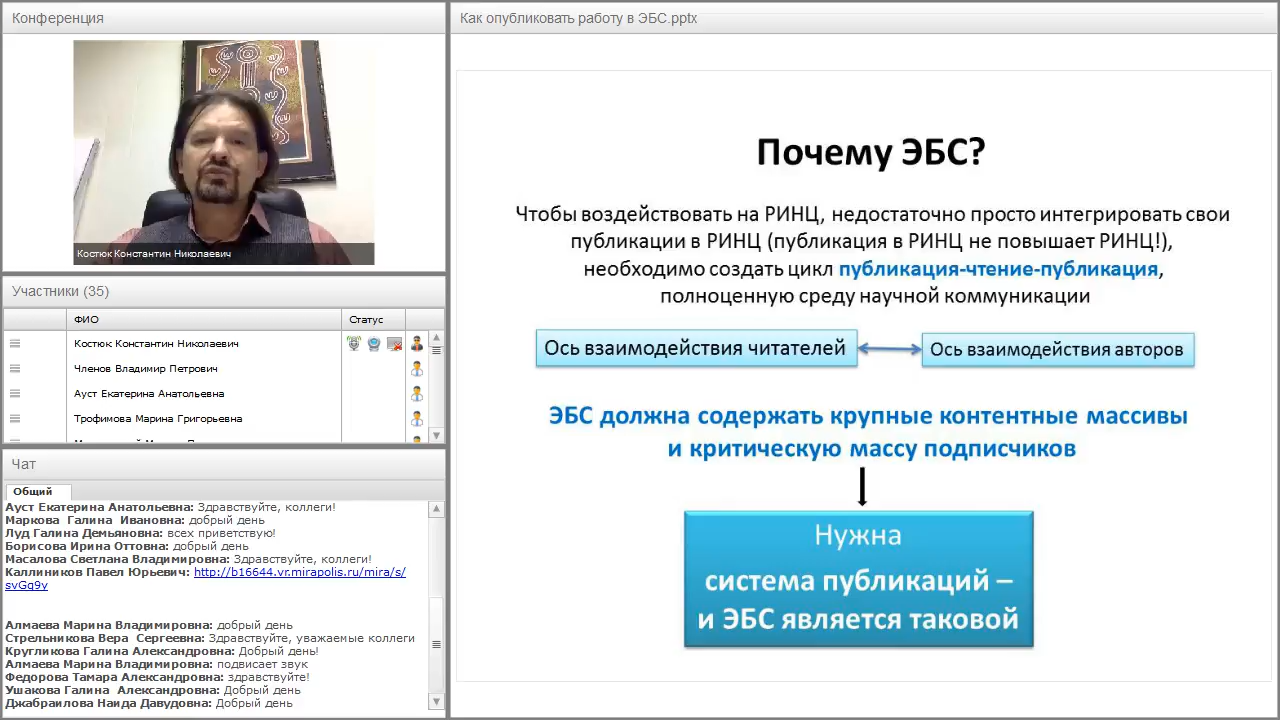 Конференция
Костюк Константин Николаевич
Участники (35)
ФИО Статус
Костюк Константин Николаевич
Членов Владимир Петрович
Ауст Екатерина Анатольевна
Трофимова Марина Григорьевна
Чат
Общий
Ауст Екатерина Анатольевна: Здравствуйте, коллеги!
Маркова Галина Ивановна: добрый день
Луд Галина Демьяновна: всех приветствую!
Борисова Ирина Оттовна: добрый день
Масалова Светлана Владимировна: Здравствуйте, коллеги!
Каллиников Павел Юрьевич: http://b16644.vr.mirapolis.ru/mira/s/
svGq9y
Алмаева Марина Владимировна: добрый день
Стрельникова Вера Сергеевна: Здравствуйте, уважаемые коллеги
Кругликова Галина Александровна: Добрый день!
Алмаева Марина Владимировна: подвисает звук
Федорова Тамара Александровна: здравствуйте!
Ушакова Галина Александровна: Добрый день
Джабраилова Наида Давудовна: Добрый день
Как опубликовать работу в ЭБС.pptx
Почему ЭБС?
Чтобы воздействовать на РИНЦ, недостаточно просто интегрировать свои
публикации в РИНЦ (публикация в РИНЦ не повышает РИНЦ!),
необходимо создать цикл публикация-чтение-публикация,
полноценную среду научной коммуникации
Ось взаимодействия читателей Ось взаимодействия авторов
ЭБС должна содержать крупные контентные массивы
и критическую массу подписчиков
Нужна
система публикаций –
и ЭБС является таковой